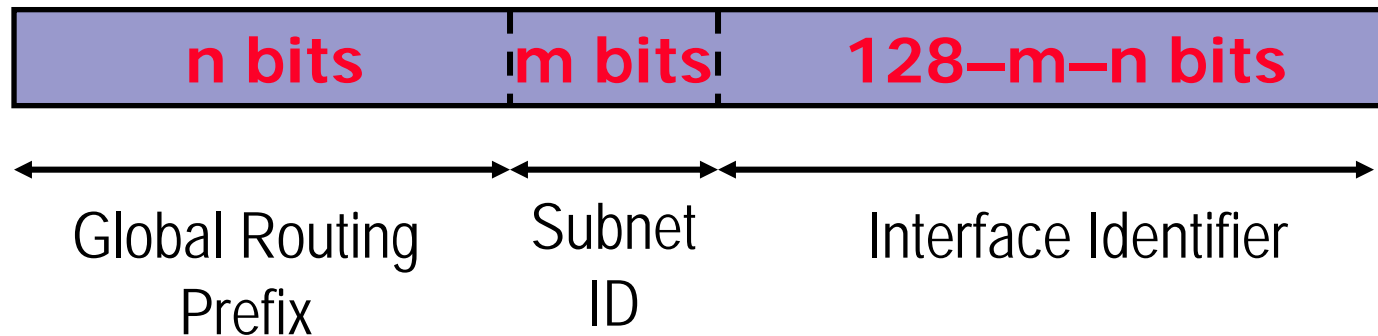 n bits m bits 128–m–n bits
Global Routing Prefix
Subnet ID
Interface Identifier